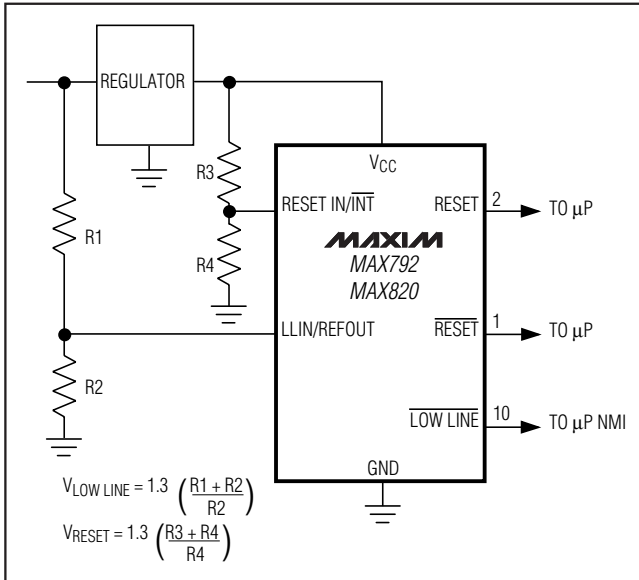 REGULATOR
R3
VCC
RESET IN/INT
RESET
2
TO μP
R1
R4
MAXIM
MAX792
MAX820
LLIN/REFOUT
RESET
1
TO μP
R2
LOW LINE
10
TO μP NMI
GND
VLOW LINE = 1.3 (R1 + R2 / R2)
VRESET = 1.3 (R3 + R4 / R4)